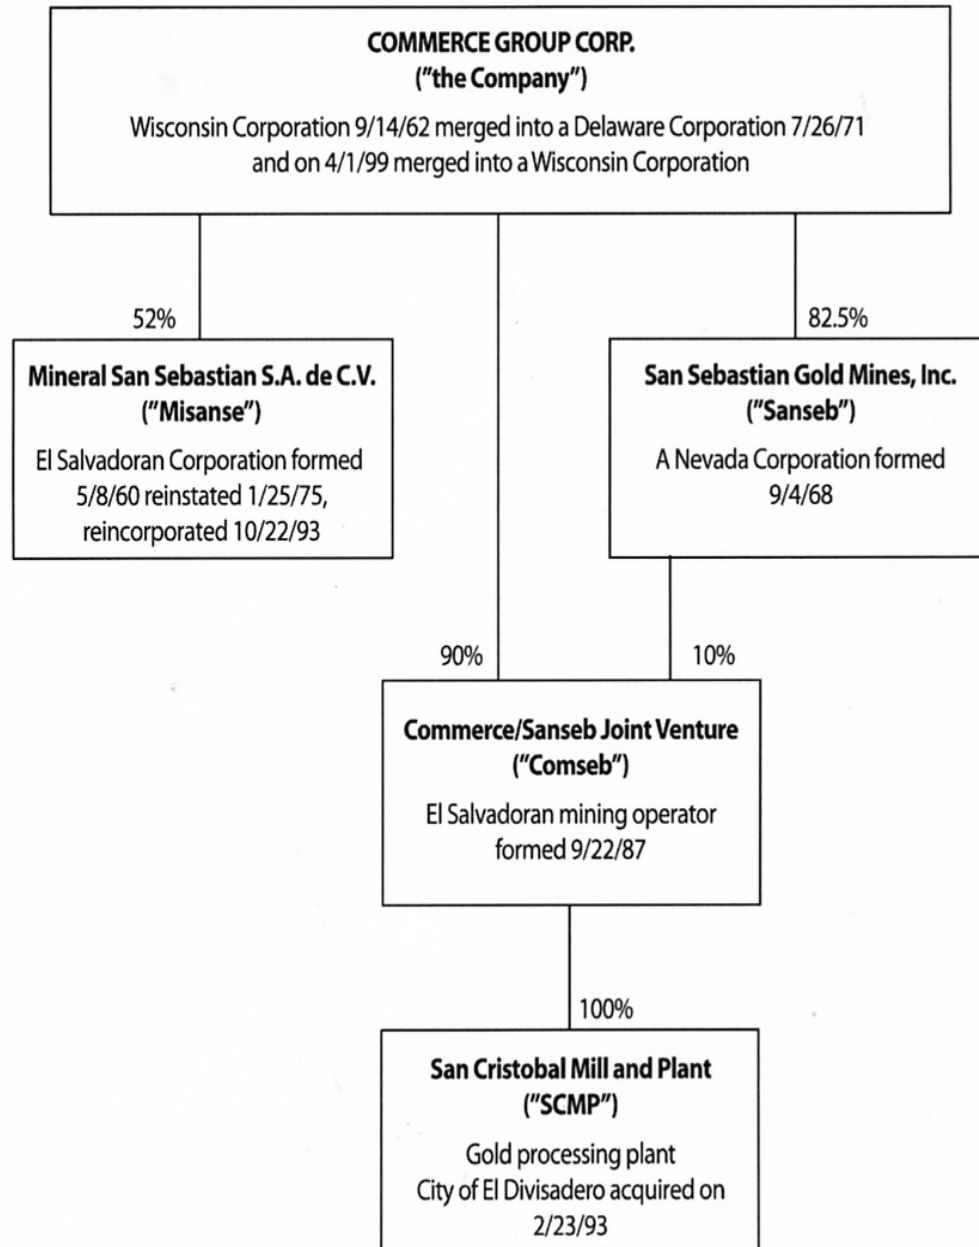 COMMERCE GROUP CORP.
("the Company")
Wisconsin Corporation 9/14/62 merged into a Delaware Corporation 7/26/71
and on 4/1/99 merged into a Wisconsin Corporation
52%
82.5%
Mineral San Sebastian S.A. de C.V.
("Misanse")
El Salvadoran Corporation formed
5/8/60 reinstated 1/25/75,
reincorporated 10/22/93
San Sebastian Gold Mines, Inc.
("Sanseb")
A Nevada Corporation formed
9/4/68
90%
10%
Commerce/Sanseb Joint Venture
("Comseb")
El Salvadoran mining operator
formed 9/22/87
100%
San Cristobal Mill and Plant
("SCMP")
Gold processing plant
City of El Divisadero acquired on
2/23/93